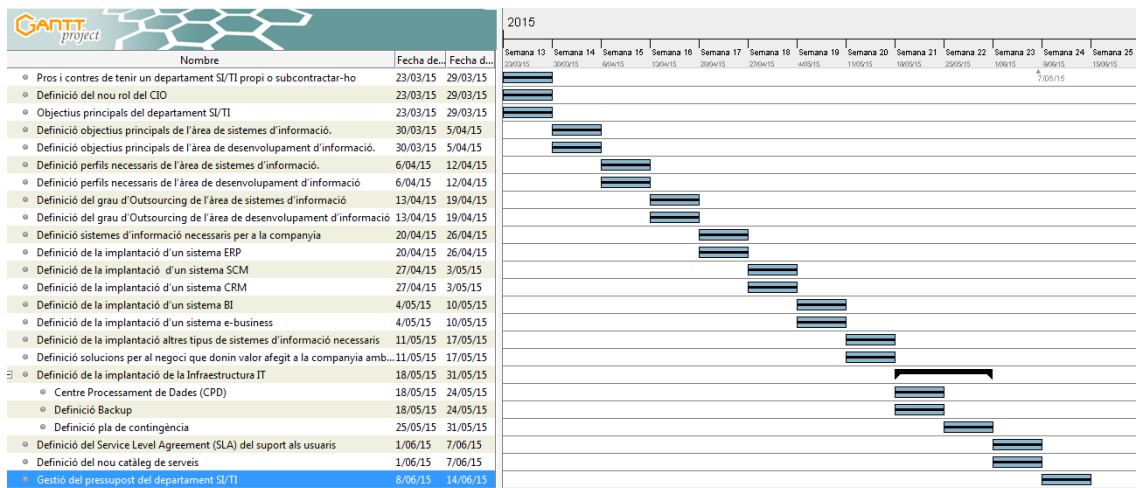 GANTT
project
2015
Semana 13 Semana 14 Semana 15 Semana 16 Semana 17 Semana 18 Semana 19 Semana 20 Semana 21 Semana 22 Semana 23 Semana 24 Semana 25
23/03/15 30/03/15 6/04/15 13/04/15 20/04/15 27/04/15 4/05/15 11/05/15 18/05/15 25/05/15 1/06/15 8/06/15 15/06/15
7/06/15
Nombre Fecha de... Fecha d...
Pros i contres de tenir un departament SI/TI propi o subcontractar-ho 23/03/15 29/03/15
Definició del nou rol del CIO 23/03/15 29/03/15
Objectius principals del departament SI/TI 23/03/15 29/03/15
Definició objectius principals de l'àrea de sistemes d'informació. 30/03/15 5/04/15
Definició objectius principals de l'àrea de desenvolupament d'informació. 30/03/15 5/04/15
Definició perfils necessaris de l'àrea de sistemes d'informació. 6/04/15 12/04/15
Definició perfils necessaris de l'àrea de desenvolupament d'informació 6/04/15 12/04/15
Definició del grau d'Outsourcing de l'àrea de sistemes d'informació 13/04/15 19/04/15
Definició del grau d'Outsourcing de l'àrea de desenvolupament d'informació 13/04/15 19/04/15
Definició sistemes d'informació necessaris per a la companyia 20/04/15 26/04/15
Definició de la implantació d'un sistema ERP 20/04/15 26/04/15
Definició de la implantació d'un sistema SCM 27/04/15 3/05/15
Definició de la implantació d'un sistema CRM 27/04/15 3/05/15
Definició de la implantació d'un sistema BI 4/05/15 10/05/15
Definició de la implantació d'un sistema e-business 4/05/15 10/05/15
Definició de la implantació altres tipus de sistemes d'informació necessaris 11/05/15 17/05/15
Definició solucions per al negoci que donin valor afegit a la companyia amb... 11/05/15 17/05/15
Definició de la implantació de la Infraestructura IT 18/05/15 31/05/15
Centre Processament de Dades (CPD) 18/05/15 24/05/15
Definició Backup 18/05/15 24/05/15
Definició pla de contingència 25/05/15 31/05/15
Definició del Service Level Agreement (SLA) del suport als usuaris 1/06/15 7/06/15
Definició del nou catàleg de serveis 1/06/15 7/06/15
Gestió del pressupost del departament SI/TI 8/06/15 14/06/15